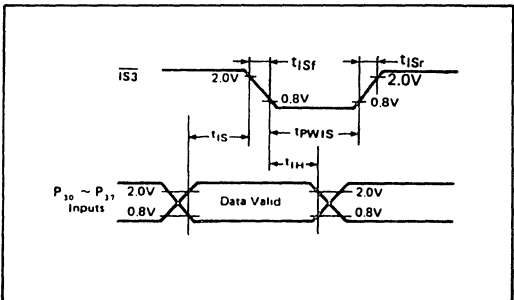 tISf
tISr
IS3
2.0V
2.0V
0.8V
0.8V
tIS
tPWIS
tIH
P30 ~ P37
Inputs
2.0V
Data Valid
2.0V
0.8V
0.8V